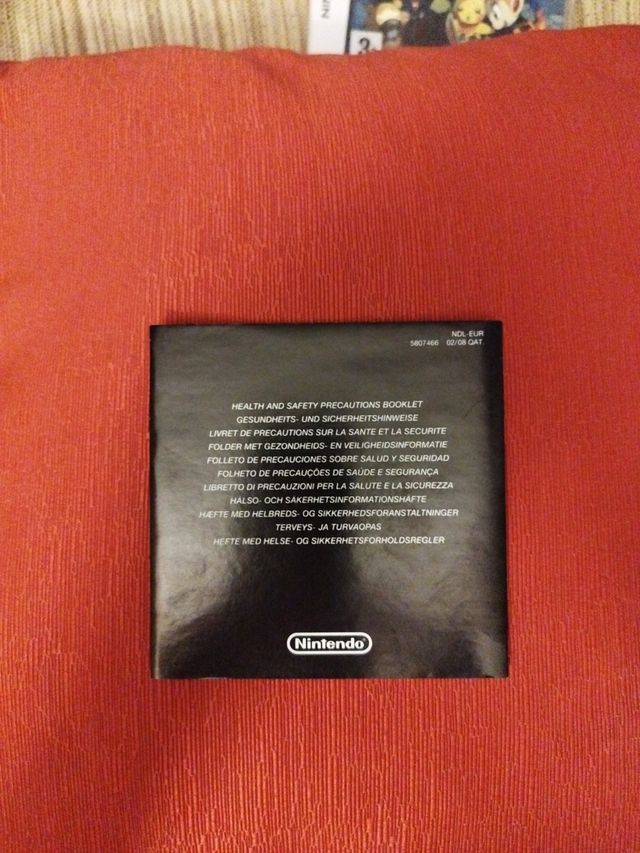 NIN
3
NDL-EUR
5807466 02/08 QAT
HEALTH AND SAFETY PRECAUTIONS BOOKLET
GESUNDHEITS- UND SICHERHEITSHINWEISE
LIVRET DE PRECAUTIONS SUR LA SANTE ET LA SECURITE
FOLDER MET GEZONDHEIDS- EN VEILIGHEIDSINFORMATIE
FOLLETO DE PRECAUCIONES SOBRE SALUD Y SEGURIDAD
FOLHETO DE PRECAUÇÕES DE SAÚDE E SEGURANÇA
LIBRETTO DI PRECAUZIONI PER LA SALUTE E LA SICUREZZA
HÄLSO- OCH SÄKERHETSINFORMATIONSHÄFTE
HÆFTE MED HELBREDS- OG SIKKERHEDSFORANSTALTNINGER
TERVEYS- JA TURVAOPAS
HEFTE MED HELSE- OG SIKKERHETSFORHOLDSREGLER
Nintendo